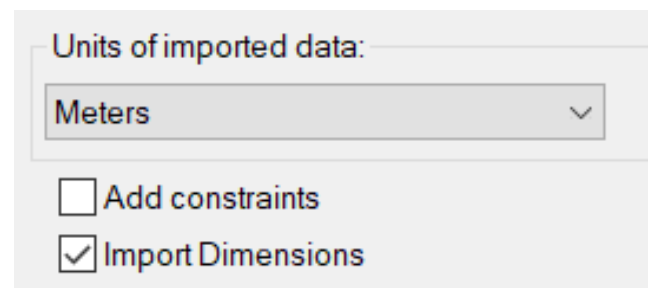 Units of imported data:
Meters
Add constraints
Import Dimensions